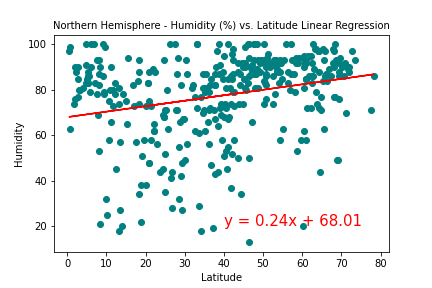 Northern Hemisphere - Humidity (%) vs. Latitude Linear Regression
100
80
60
40
20
Humidity
y = 0.24x + 68.01
0 10 20 30 40 50 60 70 80
Latitude